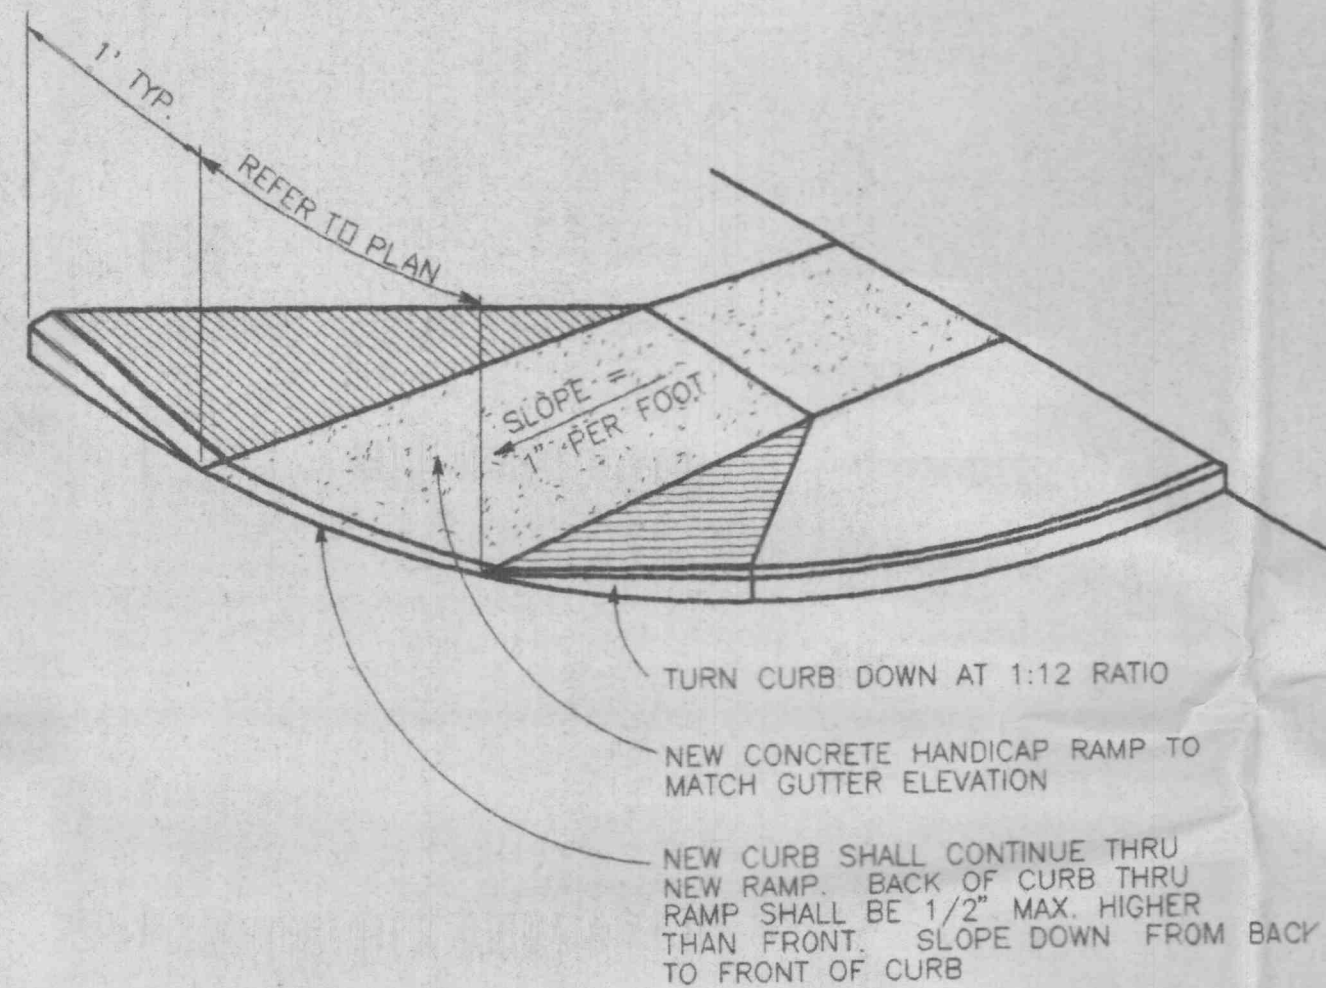 1' TYP.
REFER TO PLAN
SLOPE =
1" PER FOOT
TURN CURB DOWN AT 1:12 RATIO
NEW CONCRETE HANDICAP RAMP TO
MATCH GUTTER ELEVATION
NEW CURB SHALL CONTINUE THRU
NEW RAMP. BACK OF CURB THRU
RAMP SHALL BE 1/2" MAX. HIGHER
THAN FRONT. SLOPE DOWN FROM BACK
TO FRONT OF CURB